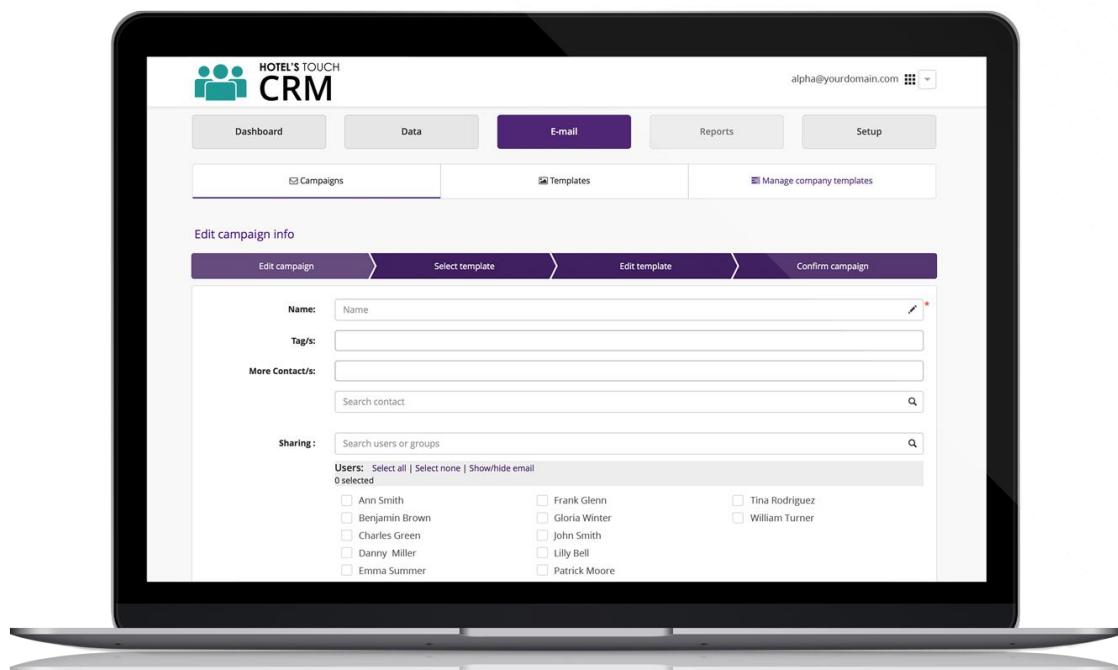 HOTEL'S TOUCH
CRM
alpha@yourdomain.com
Dashboard Data E-mail Reports Setup
Campaigns Templates Manage company templates
Edit campaign info
Edit campaign Select template Edit template Confirm campaign
Name: Name *
Tag/s:
More Contact/s:
Search contact
Sharing : Search users or groups
Users: Select all | Select none | Show/hide email
0 selected
Ann Smith Frank Glenn Tina Rodriguez
Benjamin Brown Gloria Winter William Turner
Charles Green John Smith
Danny Miller Lilly Bell
Emma Summer Patrick Moore